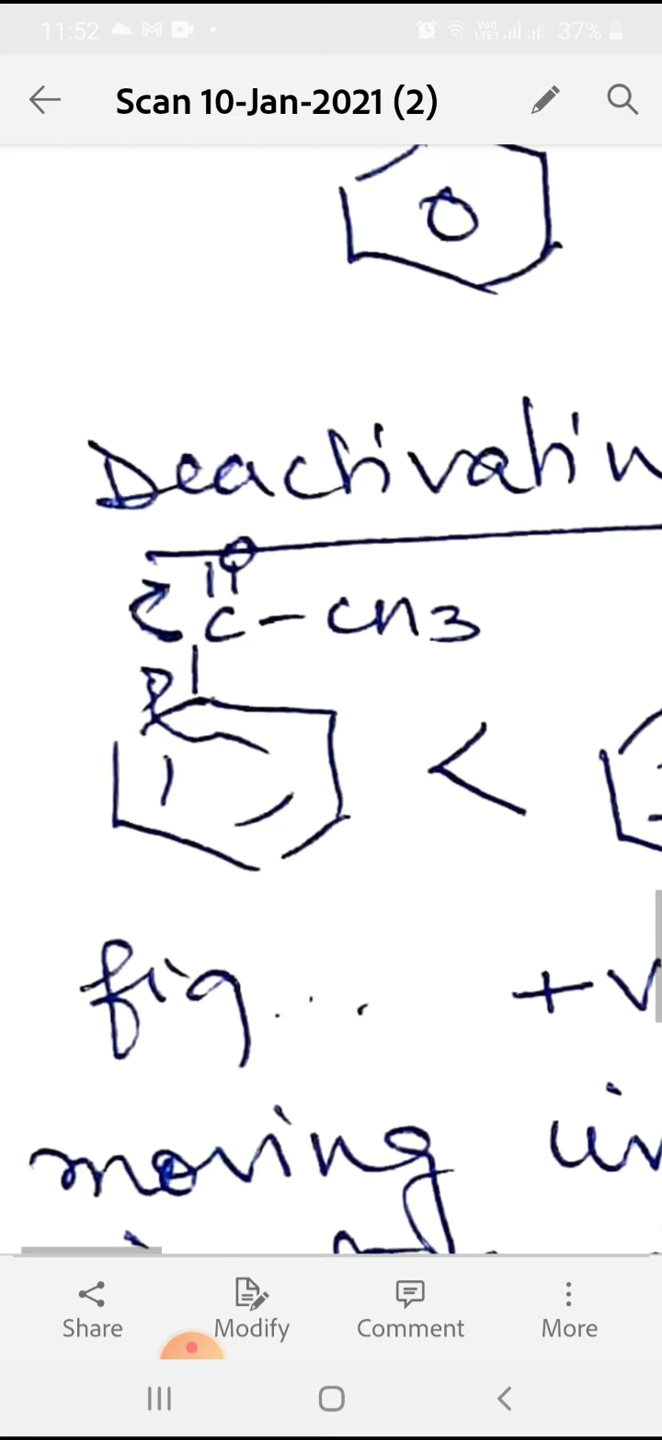 11:52 37%
Scan 10-Jan-2021 (2)
Deactivatin
O
C-CH3
<
fig... +v
moving
Share Modify Comment More